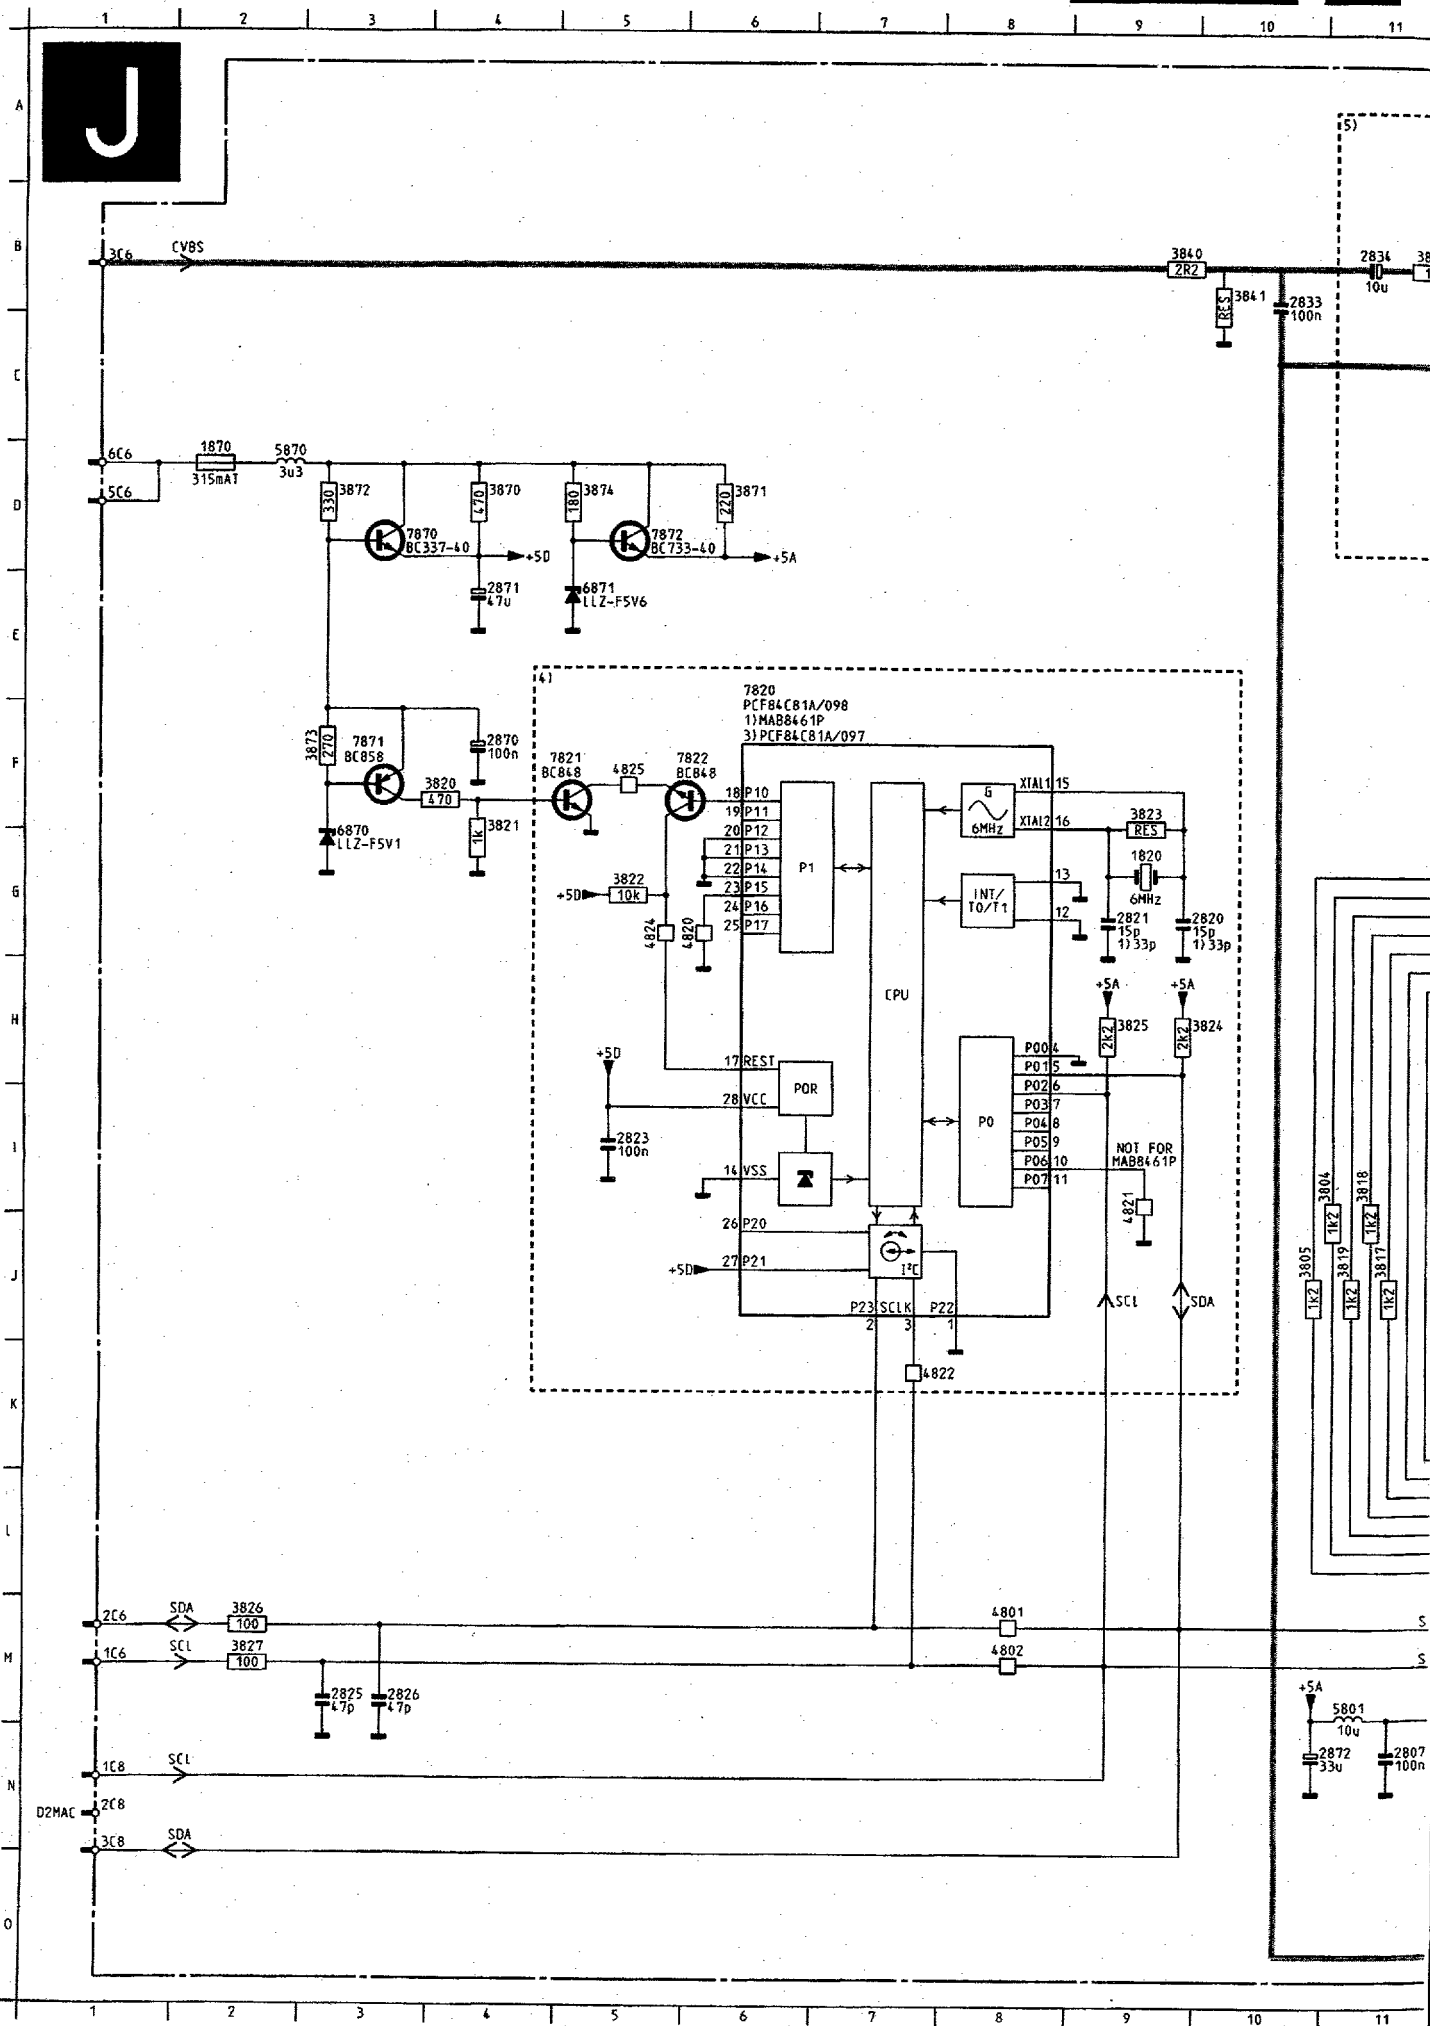 1 2 3 4 5 6 7 8 9 10 11
A
J
5)
B
3C6 CVBS
3840
2R2
RES 3841
2833
100n
2834
10u
38
C
6C6
5C6
1870
315mAT
5870
3u3
D
330 3872
7870
BC337-40
470 3870
+5D
180 3874
7872
BC733-40
220 3871
+5A
2871
47u
6871
LLZ-F5V6
E
4)
7820
PCF84C81A/098
1)MAB8461P
3)PCF84C81A/097
F
3873 270
7871
BC858
2870
100n
3820
470
7821
BC848
4825
7822
BC848
6870
LLZ-F5V1
1k 3821
18 P10
19 P11
20 P12
21 P13
22 P14
23 P15
24 P16
25 P17
P1
G
6MHz
XTAL1 15
XTAL2 16
3823
RES
1820
6MHz
G
+5D
3822
10k
4824
4820
INT/
T0/T1
13
12
2821
15p
1)33p
2820
15p
1)33p
CPU
+5A
+5A
H
2k2 3825
2k2 3824
+5D
17 REST
POR
28 VCC
P00 4
P01 5
P02 6
P03 7
P04 8
P05 9
P06 10
P07 11
P0
I
2823
100n
14 VSS
NOT FOR
MAB8461P
4821
3804
1k2
3818
1k2
26 P20
+5D
27 P21
I²C
J
3805
1k2
3819
1k2
3817
1k2
P23 SCLK P22
2 3 1
SCL
SDA
4822
K
L
2C6 SDA 3826
100
4801
S
M
1C6 SCL 3827
100
4802
S
2825
47p
2826
47p
+5A
5801
10u
2872
33u
2807
100n
1C8 SCL
N
D2MAC 2C8
3C8 SDA
O
1 2 3 4 5 6 7 8 9 10 11